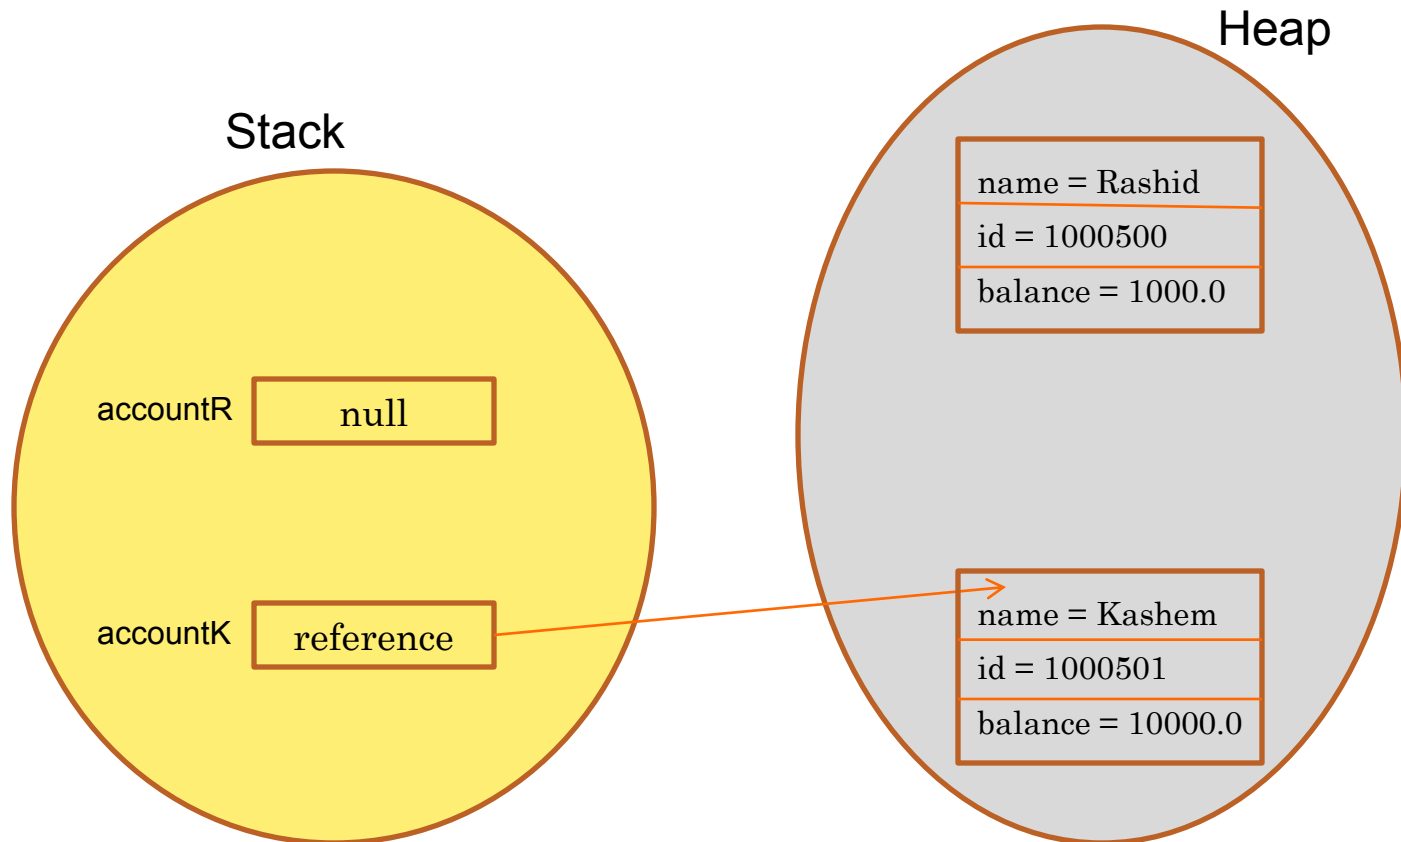 Heap
Stack
name = Rashid
id = 1000500
balance = 1000.0
accountR
null
accountK
reference
name = Kashem
id = 1000501
balance = 10000.0